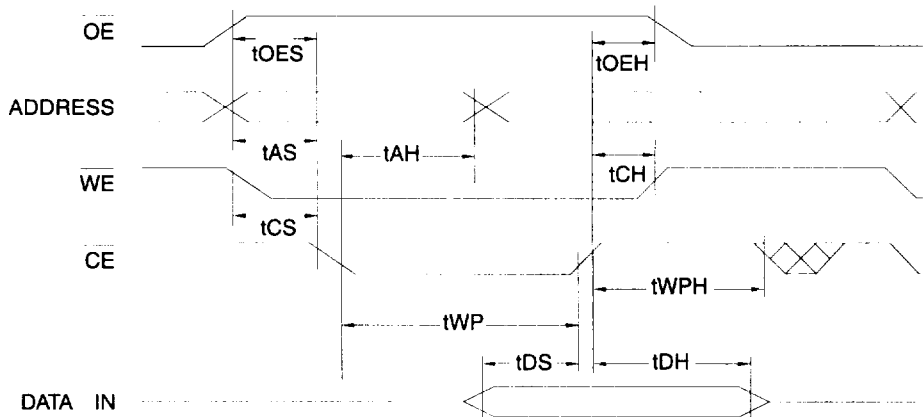 OE
tOES
tOEH
ADDRESS
tAS
tAH
tCH
WE
tCS
CE
tWPH
tWP
tDS
tDH
DATA IN